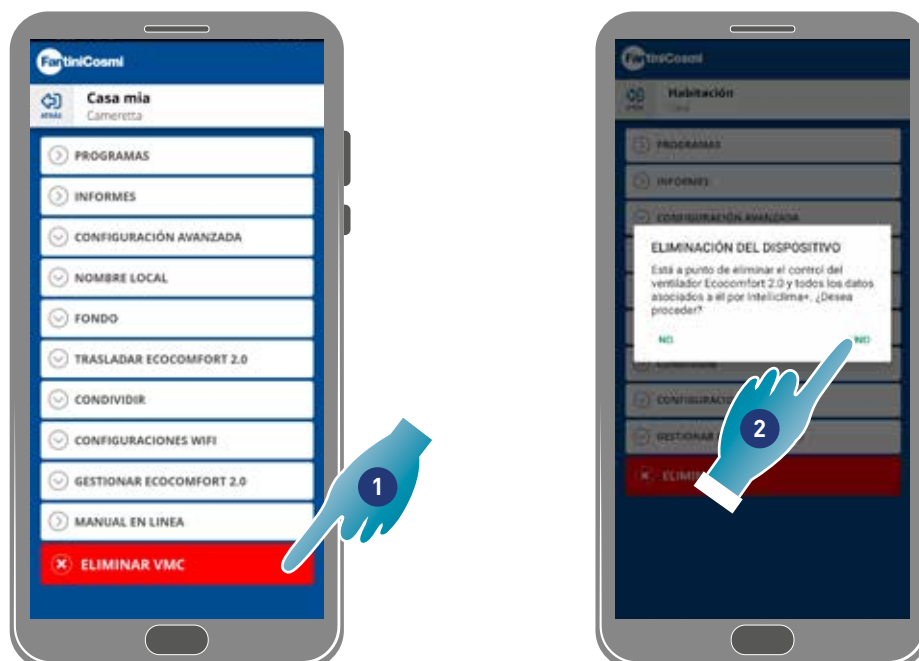 FantiniCosmi
ATRÁS
Casa mia
Cameretta
PROGRAMAS
INFORMES
CONFIGURACIÓN AVANZADA
NOMBRE LOCAL
FONDO
TRASLADAR ECOCOMFORT 2.0
CONDIVIDIR
CONFIGURACIONES WIFI
GESTIONAR ECOCOMFORT 2.0
MANUAL EN LINEA
ELIMINAR VMC
1
FantiniCosmi
Habitación
PROGRAMAS
INFORMES
CONFIGURACIÓN AVANZADA
ELIMINACIÓN DEL DISPOSITIVO
Está a punto de eliminar el control del
ventilador Ecocomfort 2.0 y todos los datos
asociados a él por Intelliclima+. ¿Desea
proceder?
NO
NO
GESTIONAR
2